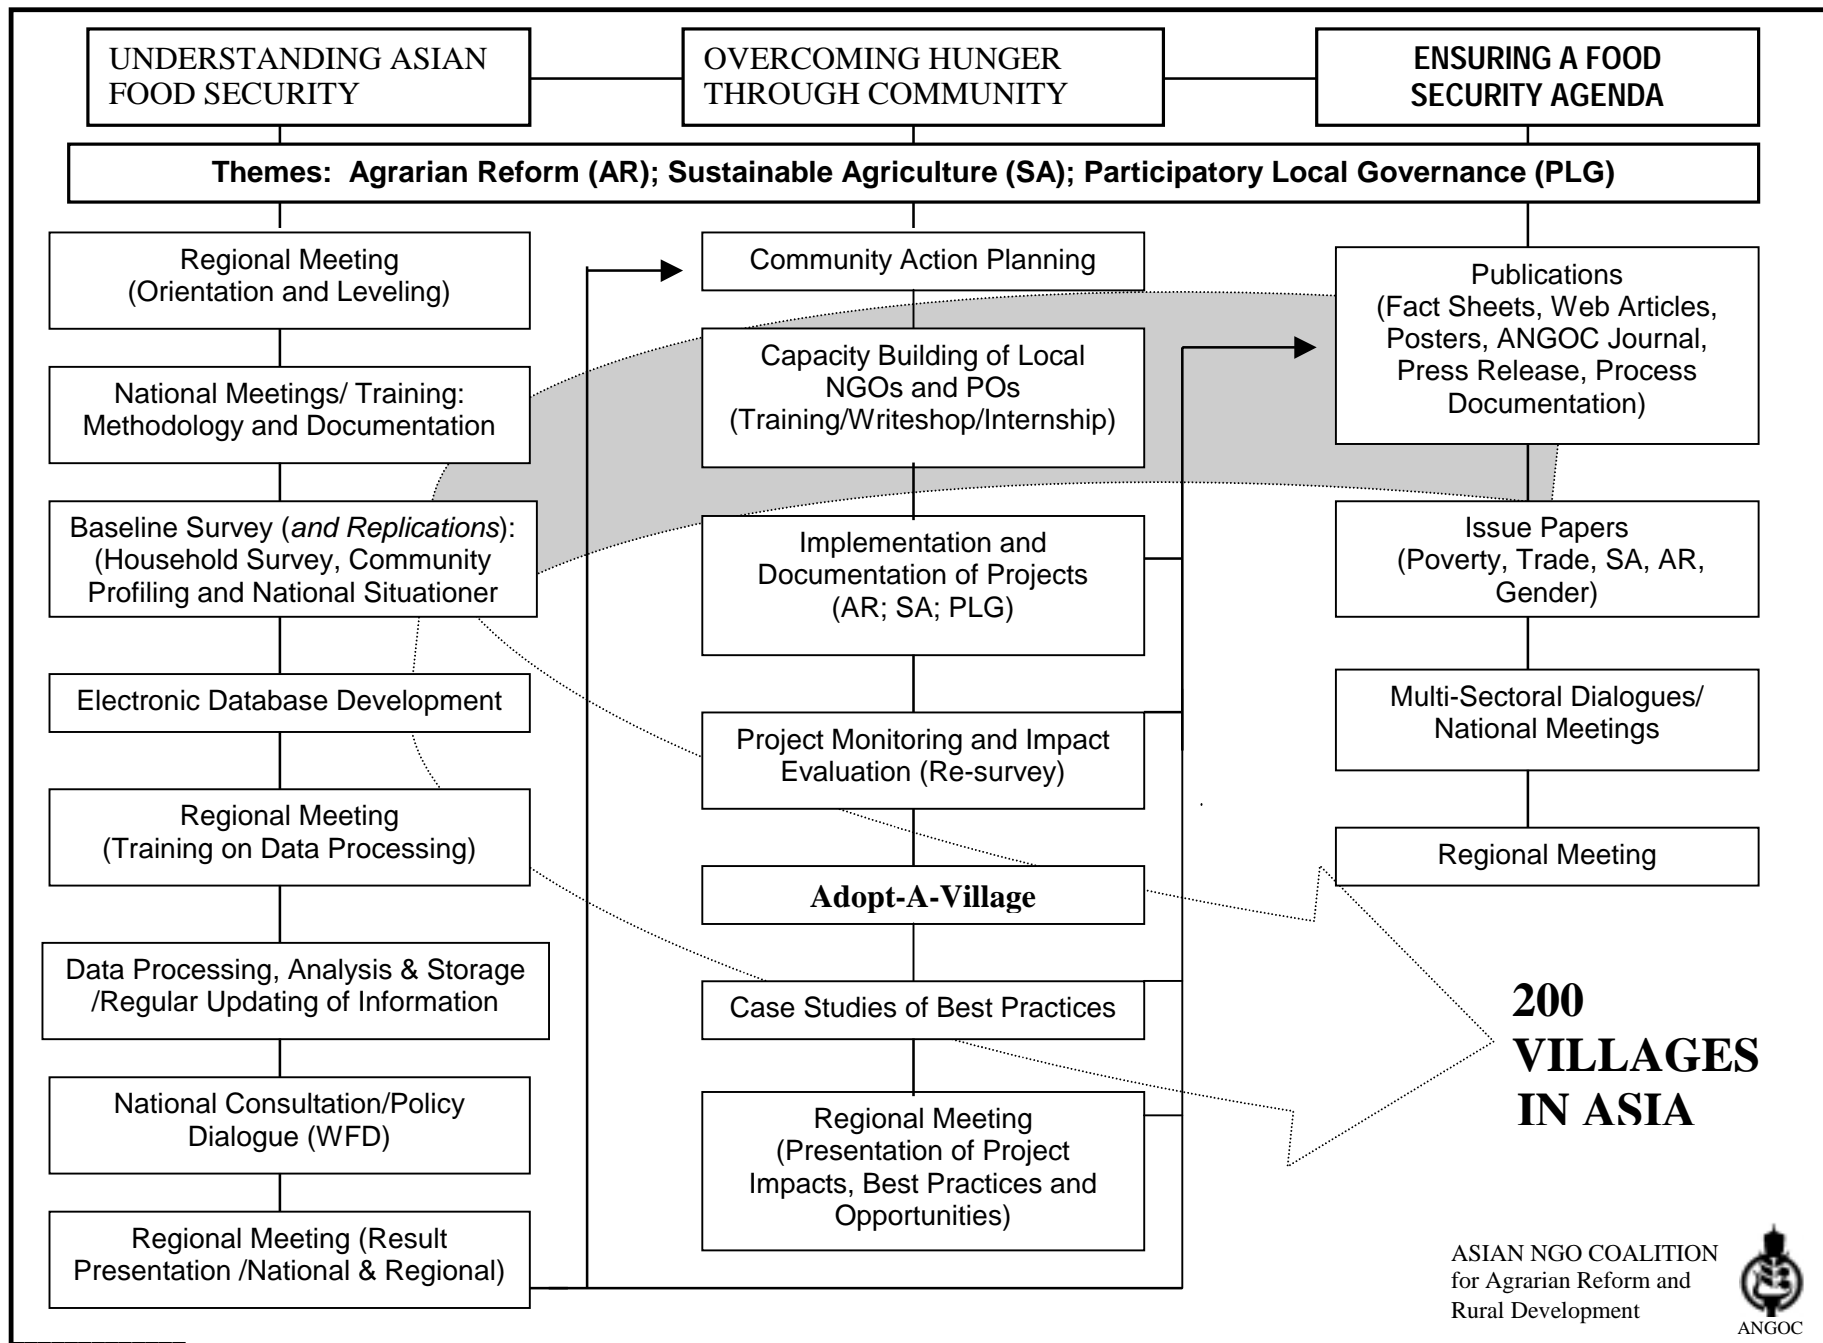 UNDERSTANDING ASIAN
FOOD SECURITY
OVERCOMING HUNGER
THROUGH COMMUNITY
ENSURING A FOOD
SECURITY AGENDA
Themes: Agrarian Reform (AR); Sustainable Agriculture (SA); Participatory Local Governance (PLG)
Regional Meeting
(Orientation and Leveling)
National Meetings/ Training:
Methodology and Documentation
Baseline Survey (and Replications):
(Household Survey, Community
Profiling and National Situationer
Electronic Database Development
Regional Meeting
(Training on Data Processing)
Data Processing, Analysis & Storage
/Regular Updating of Information
National Consultation/Policy
Dialogue (WFD)
Regional Meeting (Result
Presentation /National & Regional)
Community Action Planning
Capacity Building of Local
NGOs and POs
(Training/Writeshop/Internship)
Implementation and
Documentation of Projects
(AR; SA; PLG)
Project Monitoring and Impact
Evaluation (Re-survey)
Adopt-A-Village
Case Studies of Best Practices
Regional Meeting
(Presentation of Project
Impacts, Best Practices and
Opportunities)
Publications
(Fact Sheets, Web Articles,
Posters, ANGOC Journal,
Press Release, Process
Documentation)
Issue Papers
(Poverty, Trade, SA, AR,
Gender)
Multi-Sectoral Dialogues/
National Meetings
Regional Meeting
200
VILLAGES
IN ASIA
ASIAN NGO COALITION
for Agrarian Reform and
Rural Development
ANGOC